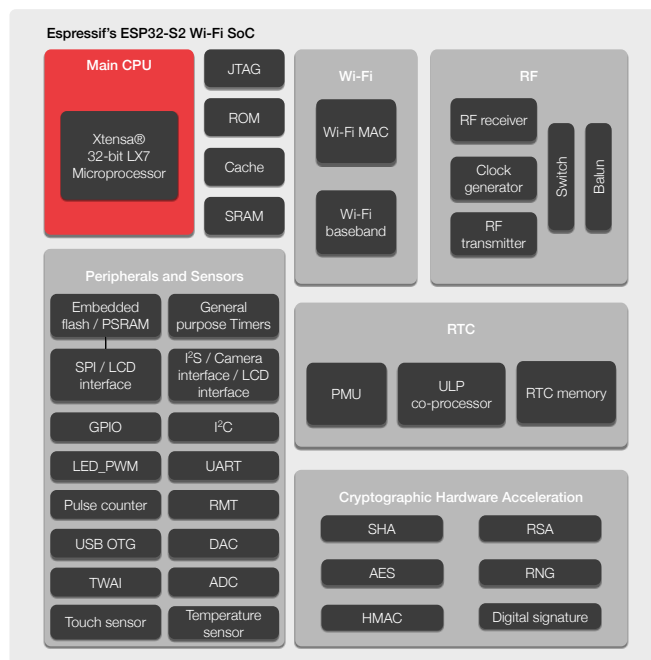 Espressif's ESP32-S2 Wi-Fi SoC
Main CPU
Xtensa®
32-bit LX7
Microprocessor
JTAG
ROM
Cache
SRAM
Wi-Fi
Wi-Fi MAC
Wi-Fi
baseband
RF
RF receiver
Clock
generator
RF
transmitter
Switch
Balun
Peripherals and Sensors
Embedded
flash / PSRAM
General
purpose Timers
SPI / LCD
interface
I²S / Camera
interface / LCD
interface
GPIO
I²C
LED_PWM
UART
Pulse counter
RMT
USB OTG
DAC
TWAI
ADC
Touch sensor
Temperature
sensor
RTC
PMU
ULP
co-processor
RTC memory
Cryptographic Hardware Acceleration
SHA
RSA
AES
RNG
HMAC
Digital signature